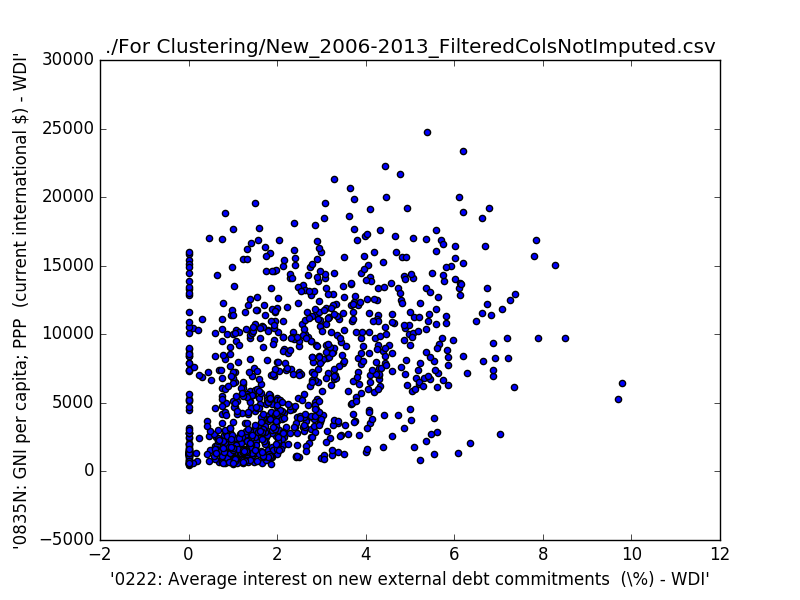 ./For Clustering/New_2006-2013_FilteredColsNotImputed.csv
'0835N: GNI per capita; PPP  (current international $) - WDI'
30000
25000
20000
15000
10000
5000
0
−5000
−2 0 2 4 6 8 10 12
'0222: Average interest on new external debt commitments  (\%) - WDI'